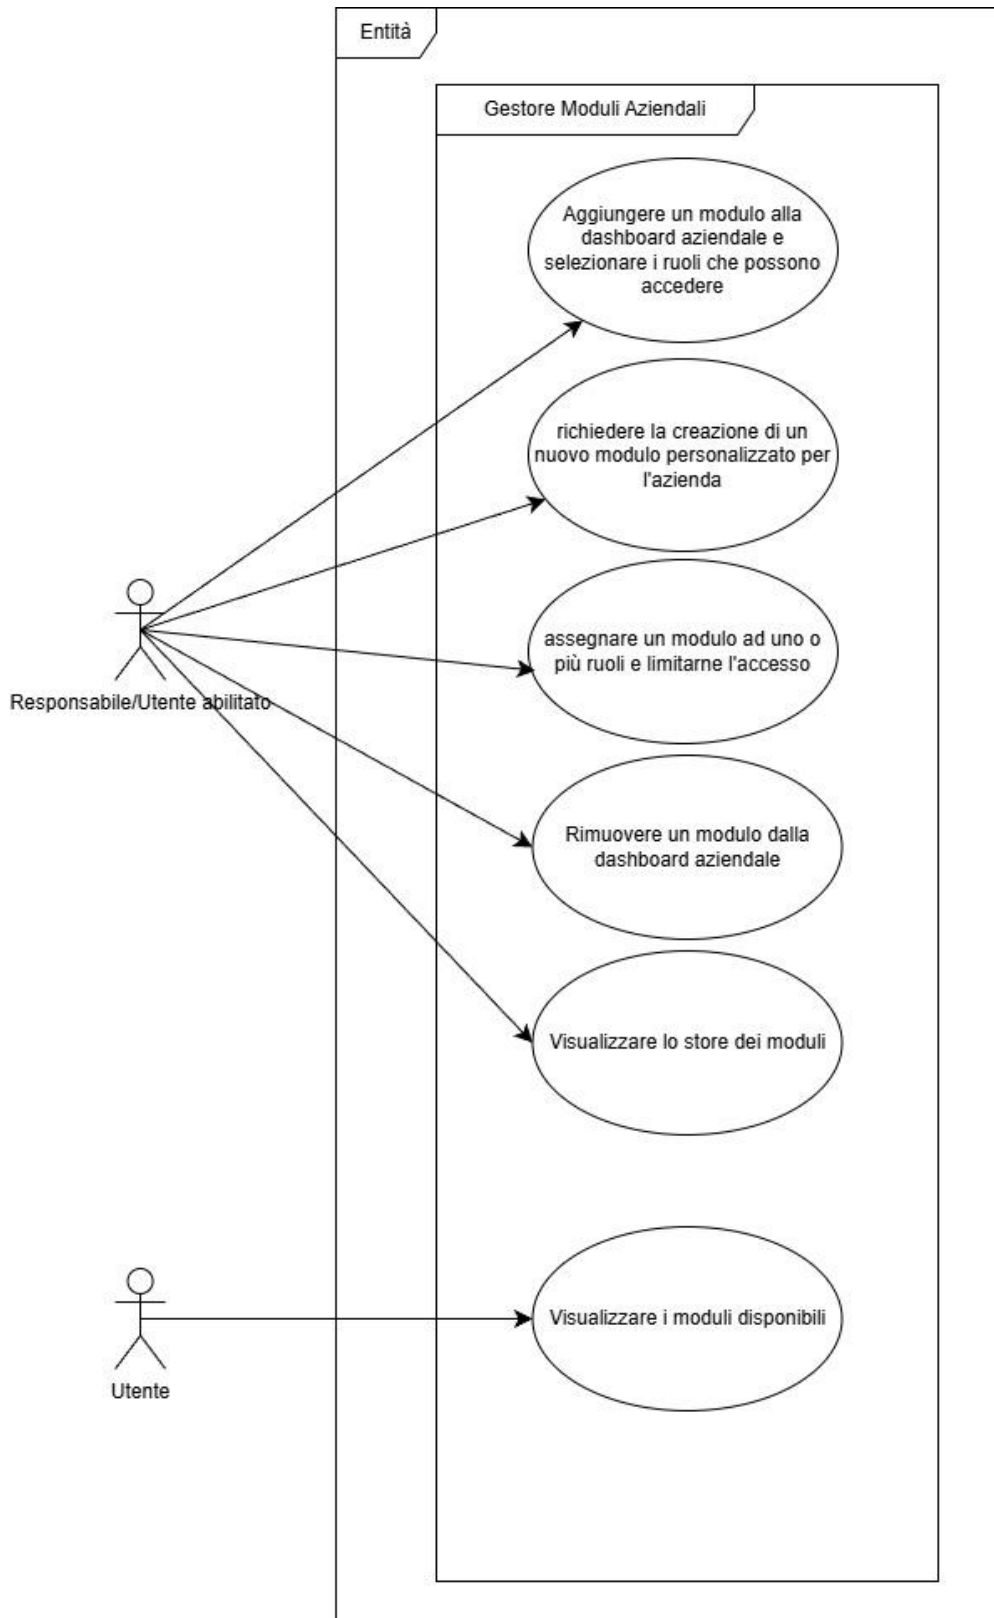 Entità
Gestore Moduli Aziendali
Aggiungere un modulo alla
dashboard aziendale e
selezionare i ruoli che possono
accedere
richiedere la creazione di un
nuovo modulo personalizzato per
l'azienda
assegnare un modulo ad uno o
più ruoli e limitarne l'accesso
Responsabile/Utente abilitato
Rimuovere un modulo dalla
dashboard aziendale
Visualizzare lo store dei moduli
Visualizzare i moduli disponibili
Utente